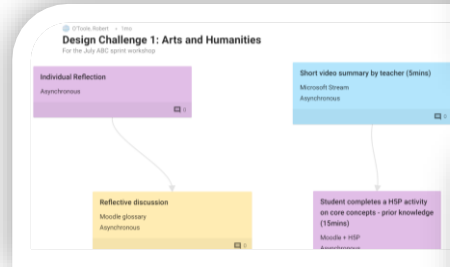 O'Toole, Robert • 1mo
Design Challenge 1: Arts and Humanities
For the July ABC sprint workshop
Individual Reflection
Asynchronous
0
Short video summary by teacher (5mins)
Microsoft Stream
Asynchronous
0
Reflective discussion
Moodle glossary
Asynchronous
0
Student completes a H5P activity
on core concepts - prior knowledge
(15mins)
Moodle + H5P
Asynchronous